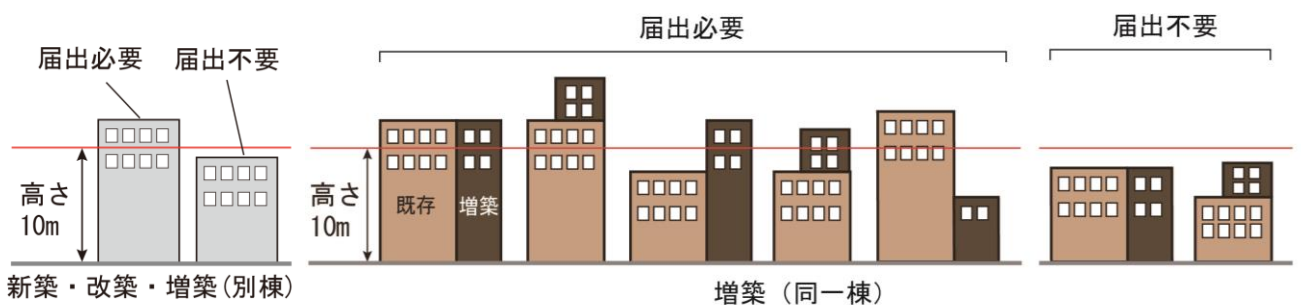 届出必要
届出不要
高さ
10m
新築・改築・増築(別棟)
届出必要
高さ
10m
既存
増築
増築（同一棟）
届出不要